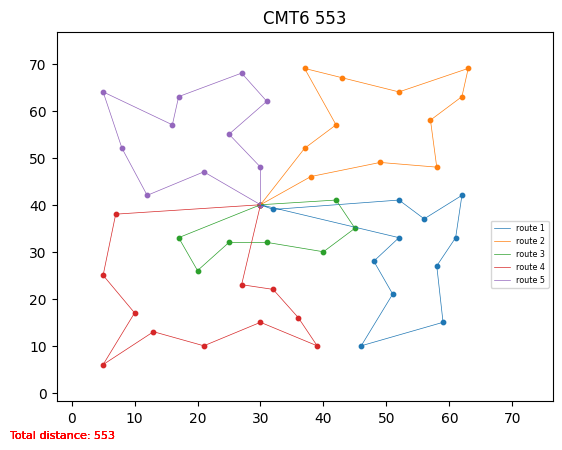 CMT6 553
70
60
50
40
30
20
10
0
route 1
route 2
route 3
route 4
route 5
0 10 20 30 40 50 60 70
Total distance: 553